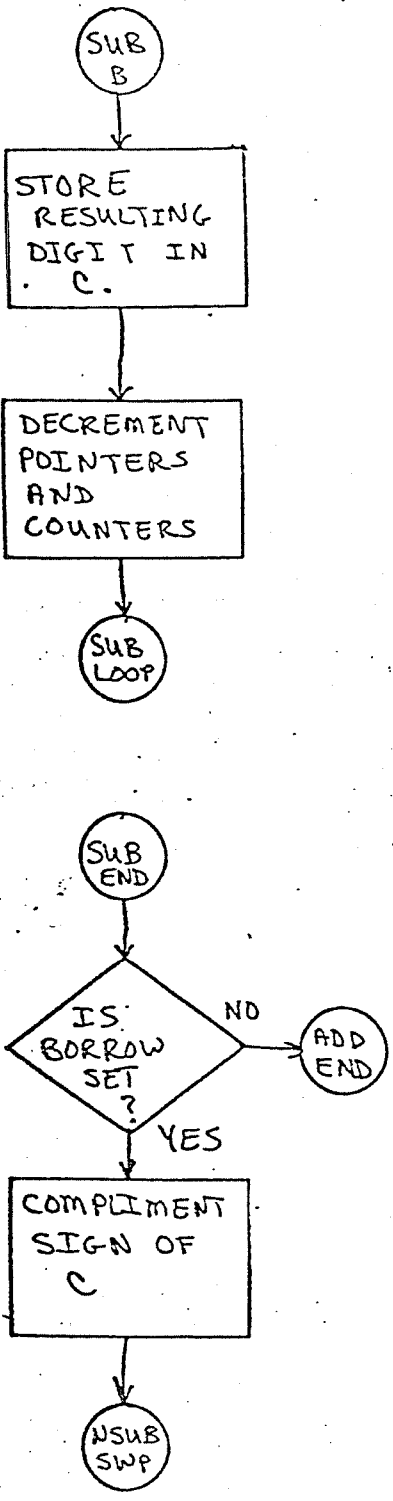 SUB
B
STORE
RESULTING
DIGIT IN
C.
DECREMENT
POINTERS
AND
COUNTERS
SUB
LOOP
SUB
END
IS
BORROW
SET
?
NO
ADD
END
YES
COMPLIMENT
SIGN OF
C
NSUB
SWP